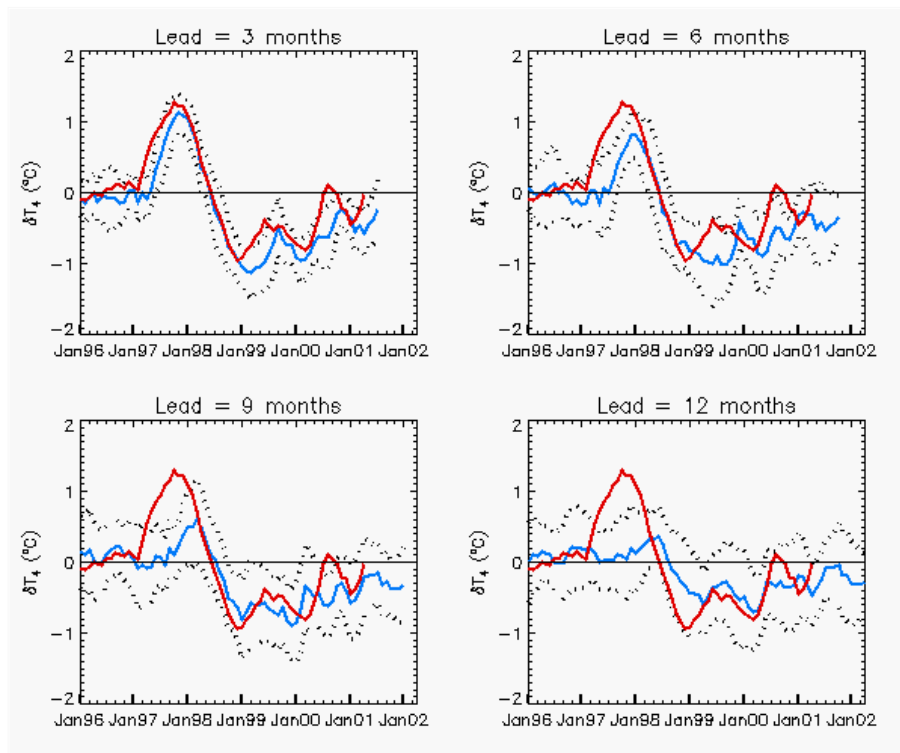 Lead = 3 months
2
1
0
-1
-2
δT₄ (°C)
Jan96 Jan97 Jan98 Jan99 Jan00 Jan01 Jan02
Lead = 6 months
2
1
0
-1
-2
δT₄ (°C)
Jan96 Jan97 Jan98 Jan99 Jan00 Jan01 Jan02
Lead = 9 months
2
1
0
-1
-2
δT₄ (°C)
Jan96 Jan97 Jan98 Jan99 Jan00 Jan01 Jan02
Lead = 12 months
2
1
0
-1
-2
δT₄ (°C)
Jan96 Jan97 Jan98 Jan99 Jan00 Jan01 Jan02